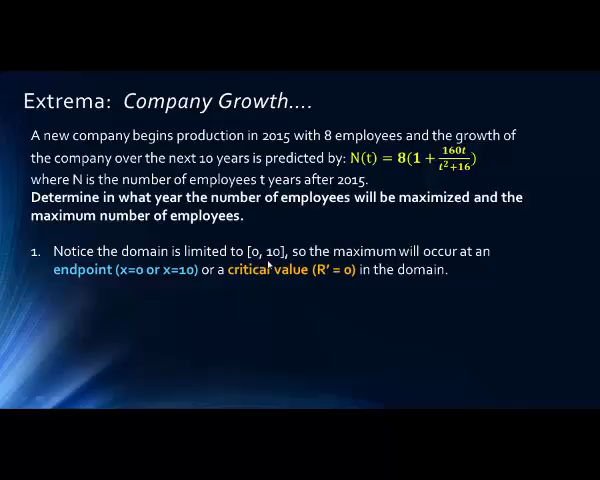 Extrema: Company Growth....
A new company begins production in 2015 with 8 employees and the growth of
the company over the next 10 years is predicted by: N(t) = 8(1 + 160t/(t²+16))
where N is the number of employees t years after 2015.
Determine in what year the number of employees will be maximized and the
maximum number of employees.
1. Notice the domain is limited to [0, 10], so the maximum will occur at an
endpoint (x=0 or x=10) or a critical value (R' = 0) in the domain.